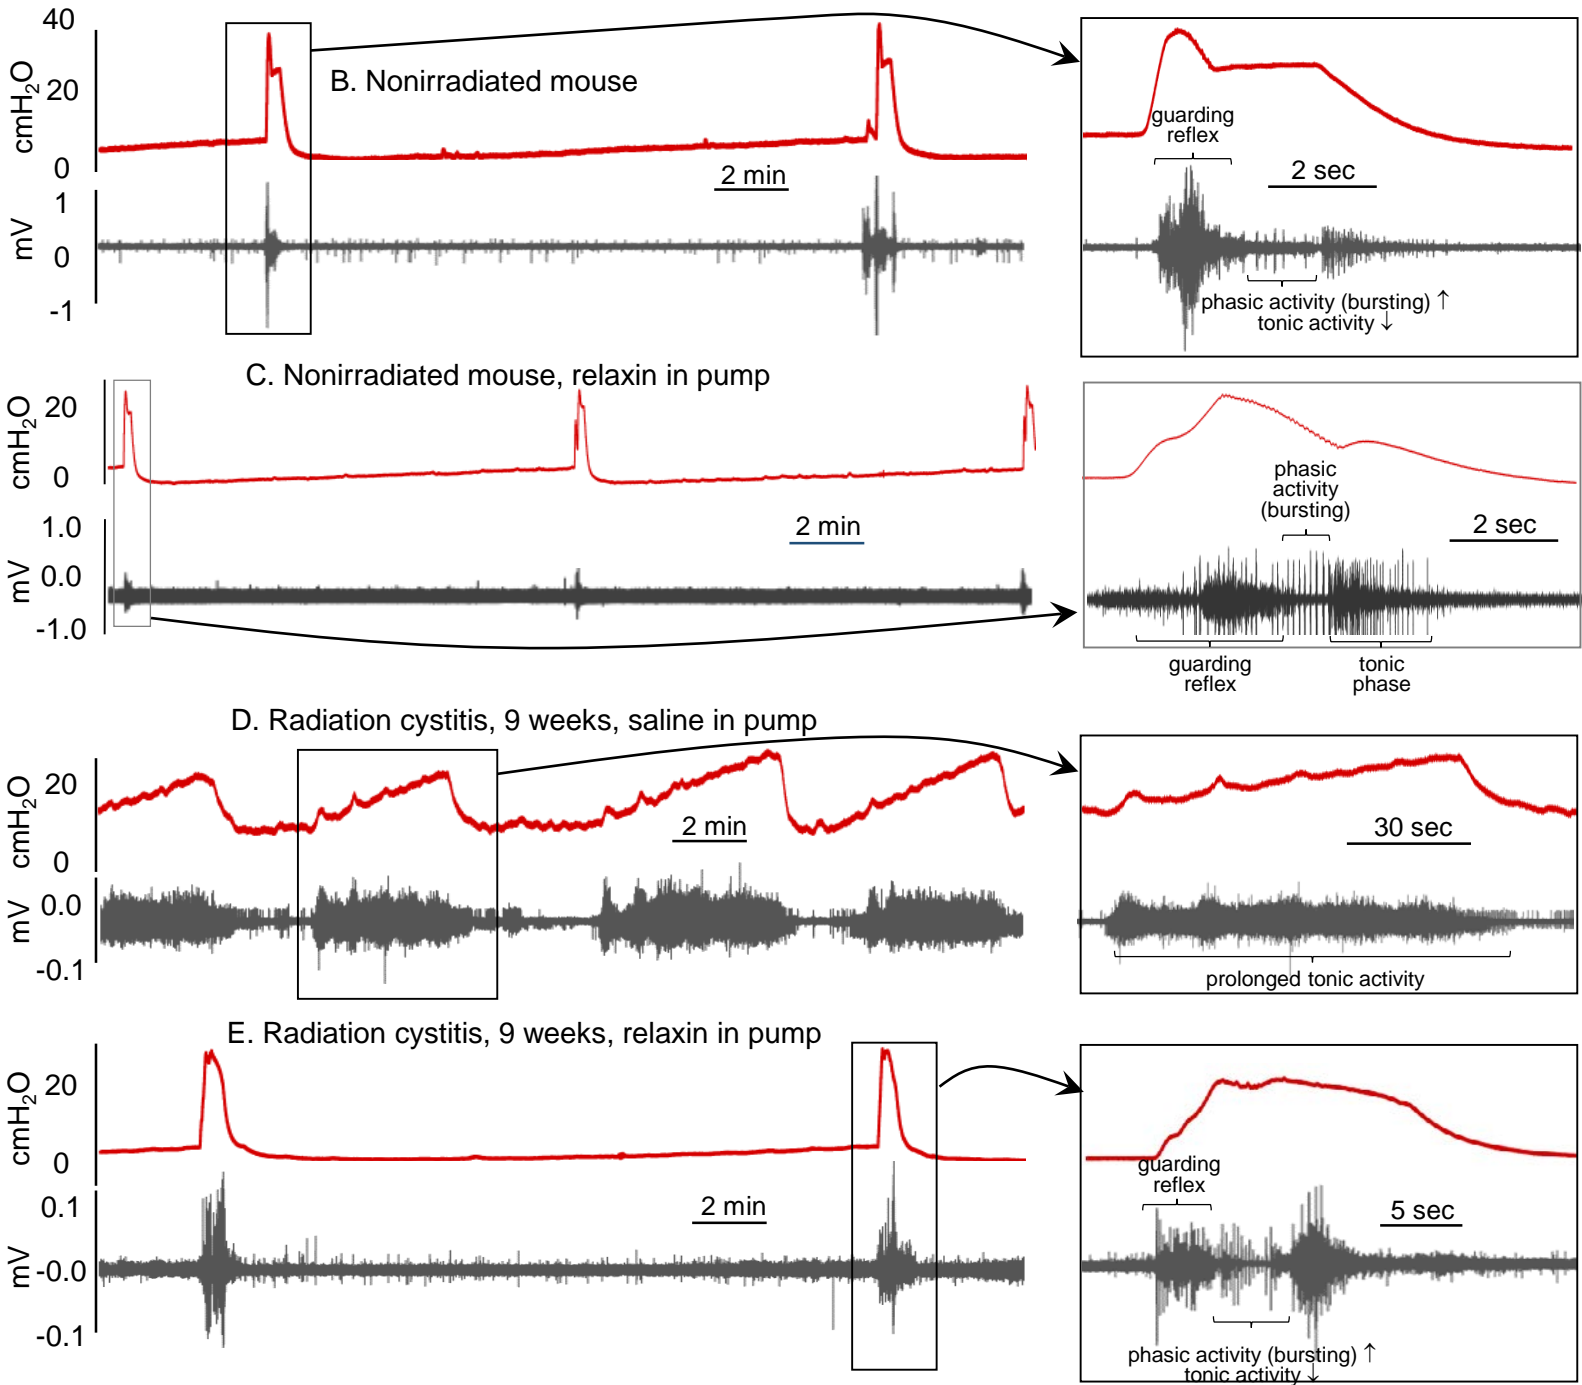 40
20
0
cmH₂O
B. Nonirradiated mouse
2 min
1
0
-1
mV
guarding
reflex
2 sec
phasic activity (bursting) ↑
tonic activity ↓
C. Nonirradiated mouse, relaxin in pump
20
0
cmH₂O
2 min
1.0
0.0
-1.0
mV
phasic
activity
(bursting)
2 sec
guarding
reflex
tonic
phase
D. Radiation cystitis, 9 weeks, saline in pump
20
0
cmH₂O
2 min
0.0
-0.1
mV
30 sec
prolonged tonic activity
E. Radiation cystitis, 9 weeks, relaxin in pump
20
0
cmH₂O
2 min
0.1
-0.0
-0.1
mV
guarding
reflex
5 sec
phasic activity (bursting) ↑
tonic activity ↓